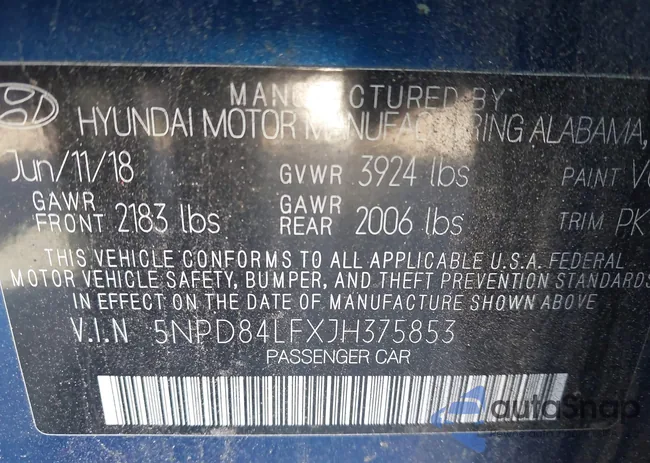 MANUFACTURED BY
HYUNDAI MOTOR MANUFACTURING ALABAMA,
Jun/11/18 GVWR 3924 lbs PAINT
GAWR FRONT 2183 lbs GAWR REAR 2006 lbs TRIM PK
THIS VEHICLE CONFORMS TO ALL APPLICABLE U.S.A. FEDERAL
MOTOR VEHICLE SAFETY, BUMPER, AND THEFT PREVENTION STANDARDS
IN EFFECT ON THE DATE OF MANUFACTURE SHOWN ABOVE
V.I.N 5NPD84LFXJH375853
PASSENGER CAR
autoSnap